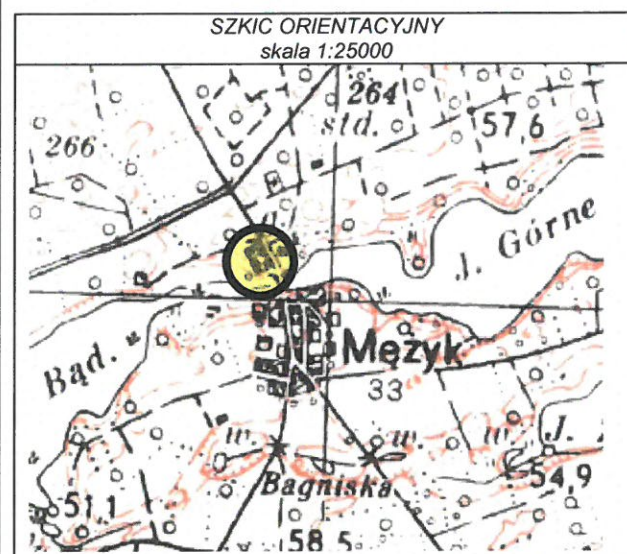 SZKIC ORIENTACYJNY
skala 1:25000
264
std.
57,6
266
J. Górne
Bąd.
Mężyk
33
w. w. w. J.
Bagniska
54,9
51,1
58,5